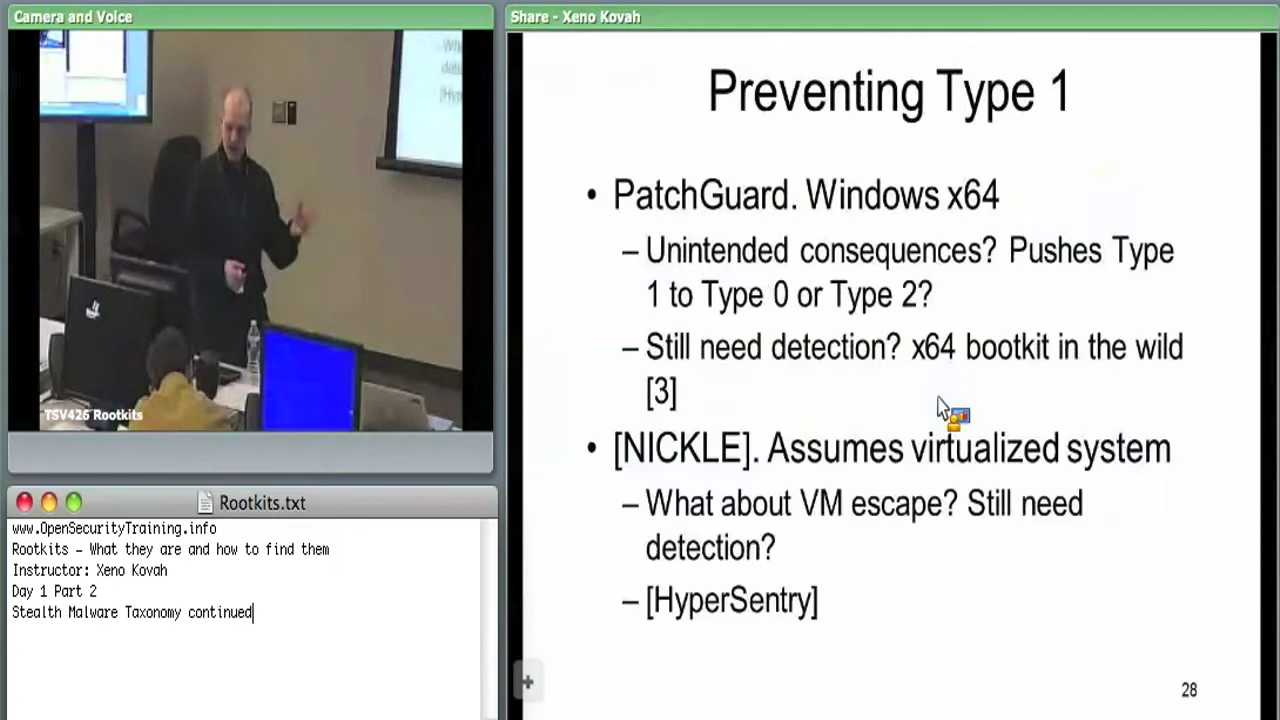 Camera and Voice
TSV426 Rootkits
Rootkits.txt
www.OpenSecurityTraining.info
Rootkits – What they are and how to find them
Instructor: Xeno Kovah
Day 1 Part 2
Stealth Malware Taxonomy continued
Share - Xeno Kovah
Preventing Type 1
• PatchGuard. Windows x64
– Unintended consequences? Pushes Type
1 to Type 0 or Type 2?
– Still need detection? x64 bootkit in the wild
[3]
• [NICKLE]. Assumes virtualized system
– What about VM escape? Still need
detection?
– [HyperSentry]
28